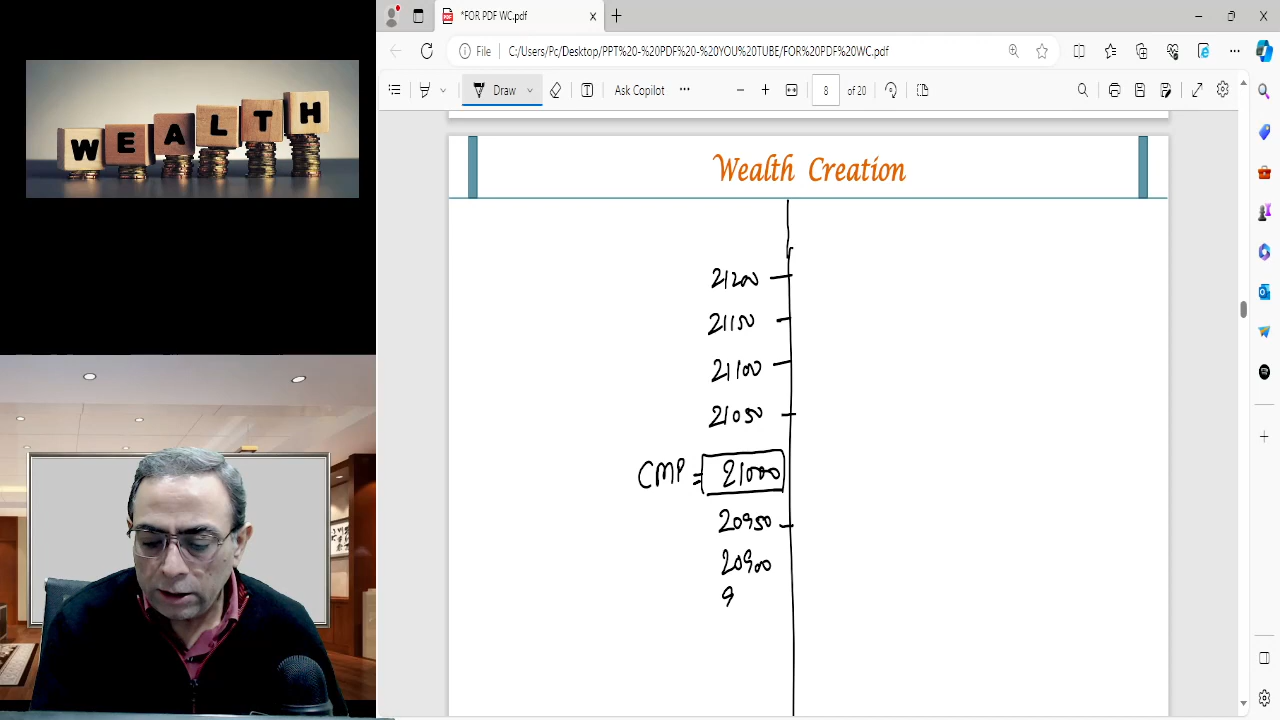 WEALTH
*FOR PDF WC.pdf
File
C:/Users/Pc/Desktop/PPT%20-%20PDF%20-%20YOU%20TUBE/FOR%20PDF%20WC.pdf
Draw
Ask Copilot
8 of 20
Wealth Creation
21200
21150
21100
21050
CMP = 21000
20950
20900